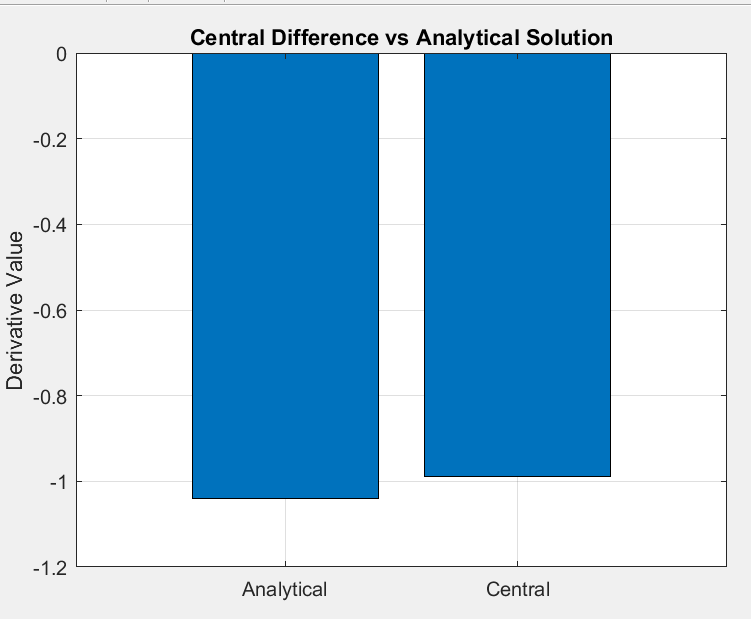 Central Difference vs Analytical Solution
0
-0.2
-0.4
-0.6
-0.8
-1
-1.2
Derivative Value
Analytical
Central